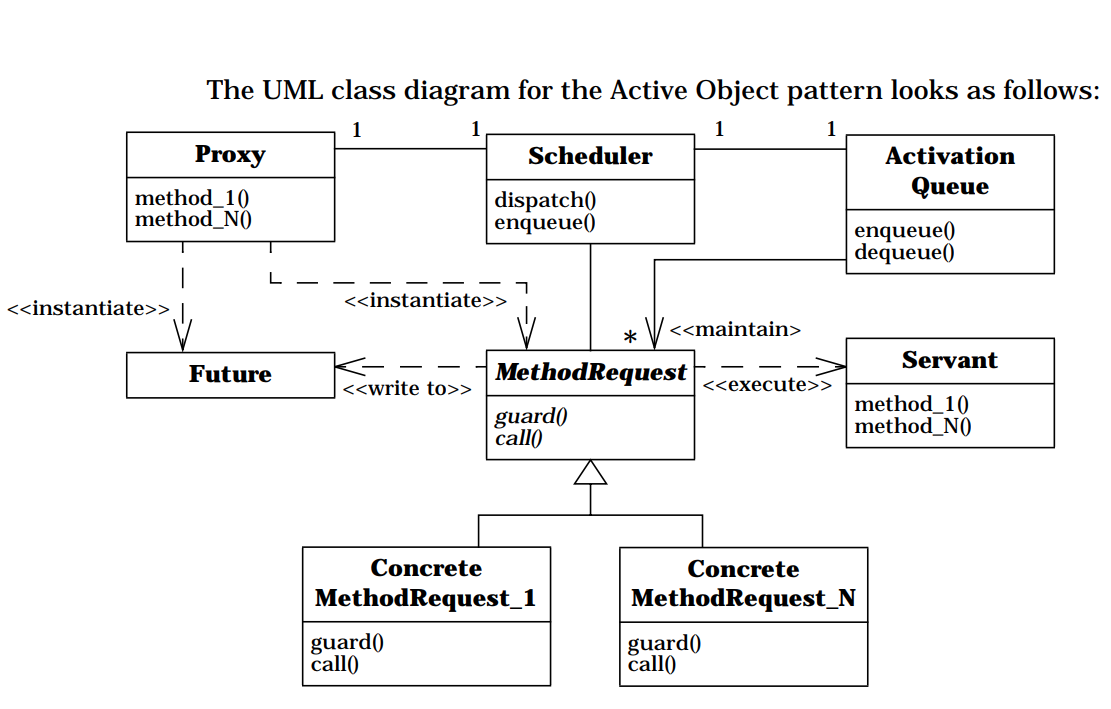 The UML class diagram for the Active Object pattern looks as follows:
1
1
1
1
Proxy
method_1()
method_N()
Scheduler
dispatch()
enqueue()
Activation
Queue
enqueue()
dequeue()
<<instantiate>>
<<instantiate>>
*
<<maintain>
Future
<<write to>>
MethodRequest
guard()
call()
<<execute>>
Servant
method_1()
method_N()
Concrete
MethodRequest_1
guard()
call()
Concrete
MethodRequest_N
guard()
call()